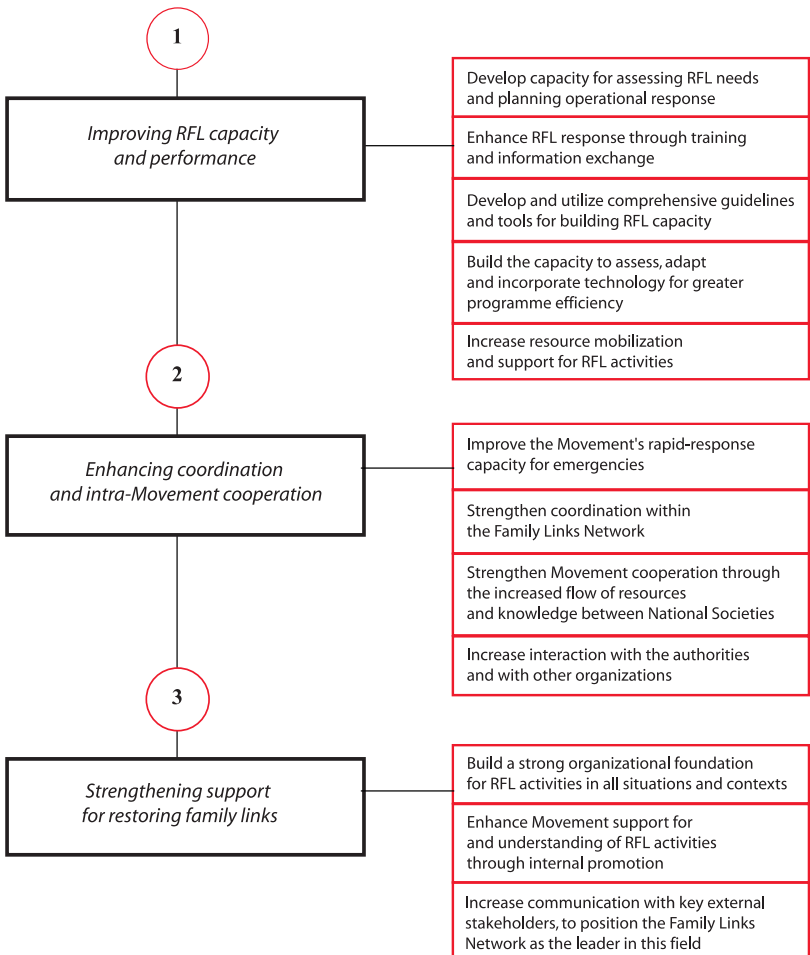 1
Improving RFL capacity
and performance
Develop capacity for assessing RFL needs
and planning operational response
Enhance RFL response through training
and information exchange
Develop and utilize comprehensive guidelines
and tools for building RFL capacity
Build the capacity to assess, adapt
and incorporate technology for greater
programme efficiency
Increase resource mobilization
and support for RFL activities
2
Enhancing coordination
and intra-Movement cooperation
Improve the Movement's rapid-response
capacity for emergencies
Strengthen coordination within
the Family Links Network
Strengthen Movement cooperation through
the increased flow of resources
and knowledge between National Societies
Increase interaction with the authorities
and with other organizations
3
Strengthening support
for restoring family links
Build a strong organizational foundation
for RFL activities in all situations and contexts
Enhance Movement support for
and understanding of RFL activities
through internal promotion
Increase communication with key external
stakeholders, to position the Family Links
Network as the leader in this field